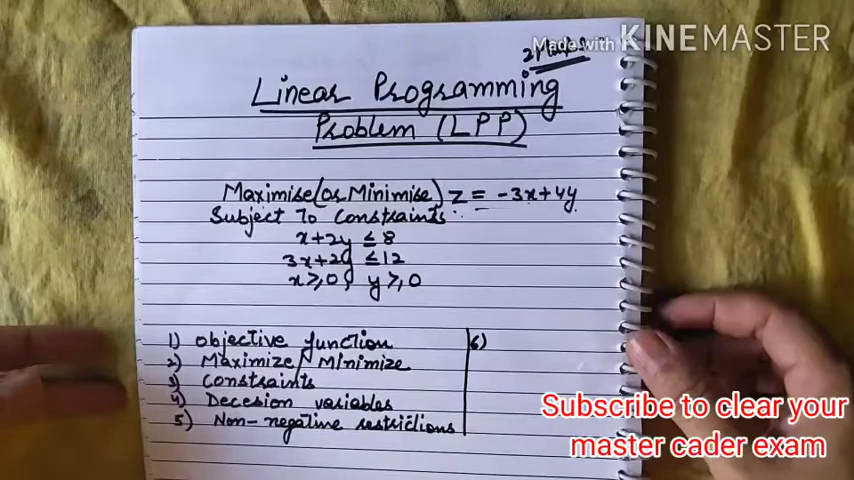 2 Marks
Made with KINEMASTER
Linear Programming
Problem (LPP)
Maximise (or Minimise) Z = -3x+4y
Subject To Constraints
x+2y ≤ 8
3x+2y ≤ 12
x ≥ 0, y ≥ 0
1) Objective function
2) Maximize/Minimize
3) Constraints
4) Decesion variables
5) Non-negative restrictions
6)
Subscribe to clear your
master cader exam